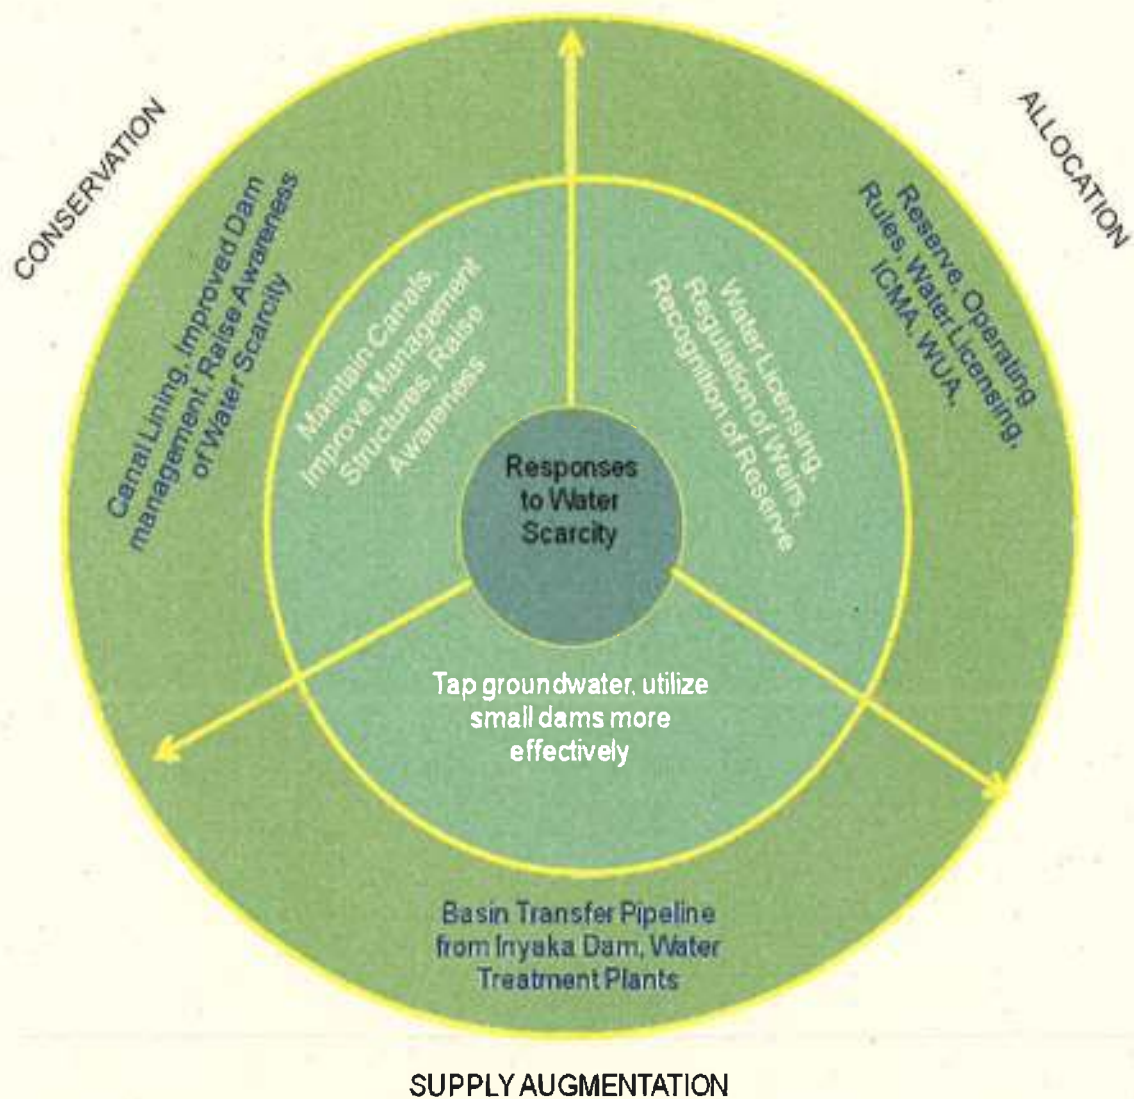 CONSERVATION
Canal Lining, Improved Dam
management, Raise Awareness
of Water Scarcity
Maintain Canals,
Improve Management
Structures, Raise
Awareness
ALLOCATION
Reserve, Operating
Rules, Water Licensing,
ICMA, WUA,
Water Licensing,
Regulation of Wairs,
Recognition of Reserve
Responses
to Water
Scarcity
Tap groundwater, utilize
small dams more
effectively
Basin Transfer Pipeline
from Inyaka Dam, Water
Treatment Plants
SUPPLY AUGMENTATION